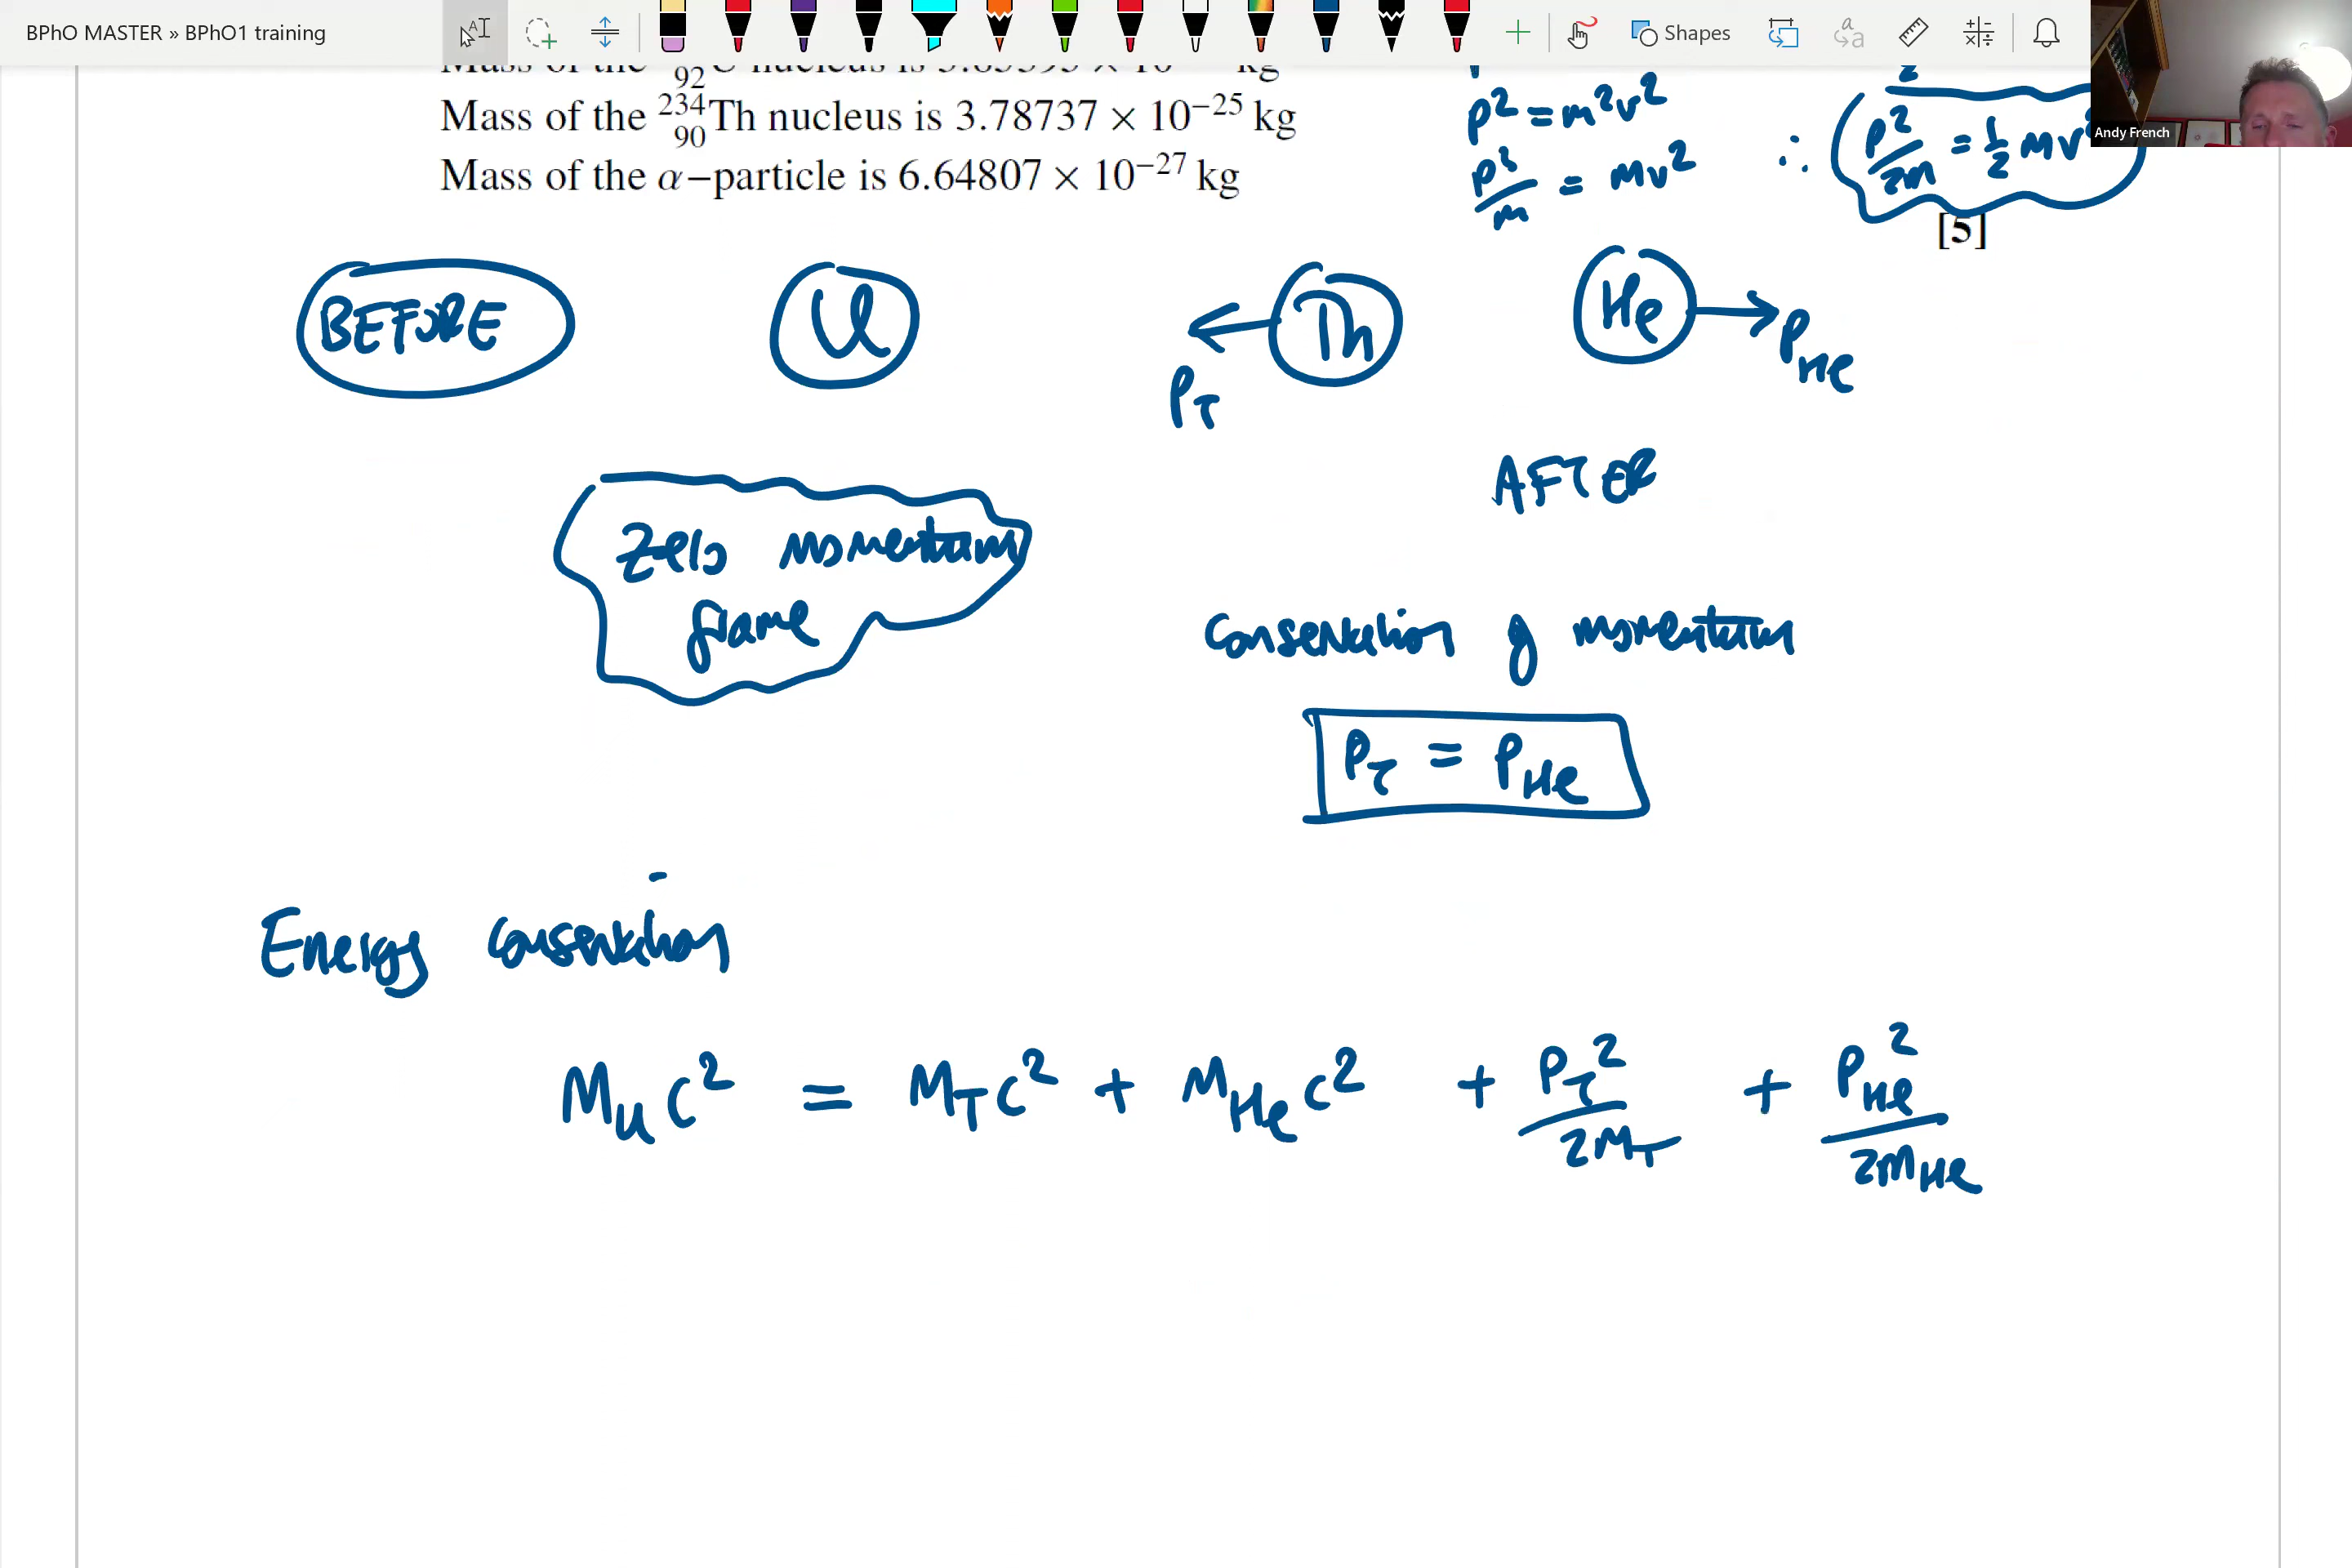 BPhO MASTER » BPhO1 training
Shapes
Andy French
Mass of the ²³⁴₉₀Th nucleus is 3.78737 × 10⁻²⁵ kg
Mass of the α−particle is 6.64807 × 10⁻²⁷ kg
p² = m²v²
p²/m = mv²
∴ p²/2m = ½ mv
[5]
BEFORE
U
Th
He
P_T
P_He
AFTER
Zero momentum
frame
Conservation of momentum
P_T = P_He
Energy conservation
M_U c² = M_T c² + M_He c² + P_T²/2M_T + P_He²/2M_He